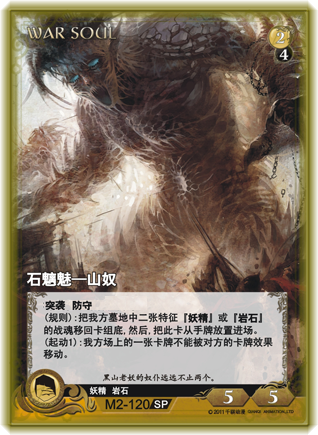 WAR SOUL
2
4
石魑魅—山奴
突袭 防守
(规则):把我方墓地中二张特征『妖精』或『岩石』
的战魂移回卡组底,然后,把此卡从手牌放置进场。
(起动1):我方场上的一张卡牌不能被对方的卡牌效果
移动。
黑山老妖的奴仆远远不止两个。
妖精 岩石
M2-120 SP
5 5